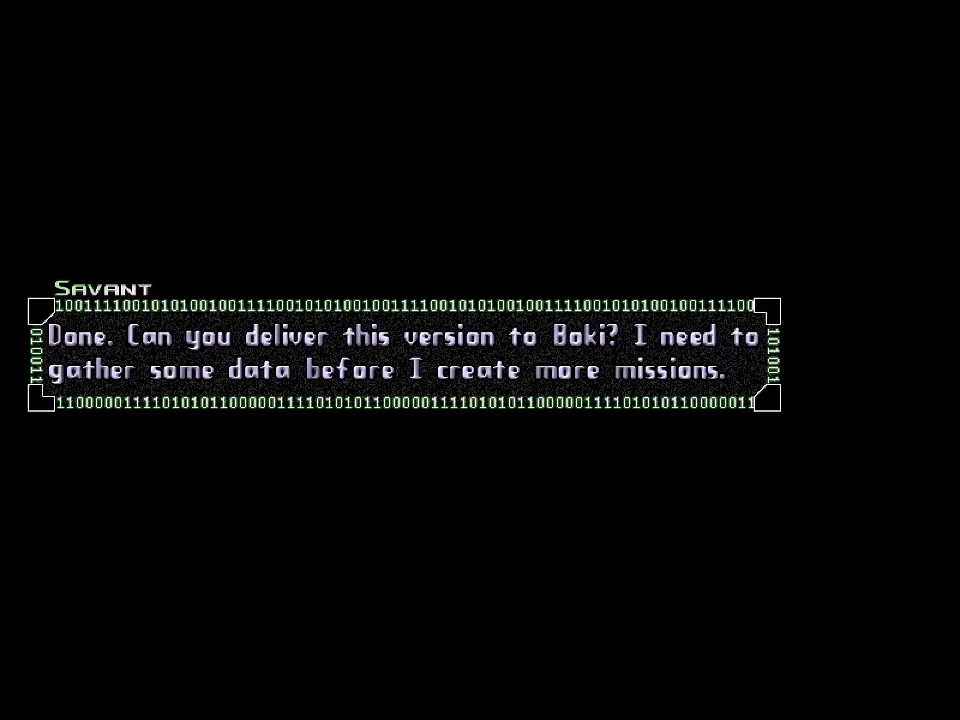 Savant
Done. Can you deliver this version to Boki? I need to
gather some data before I create more missions.